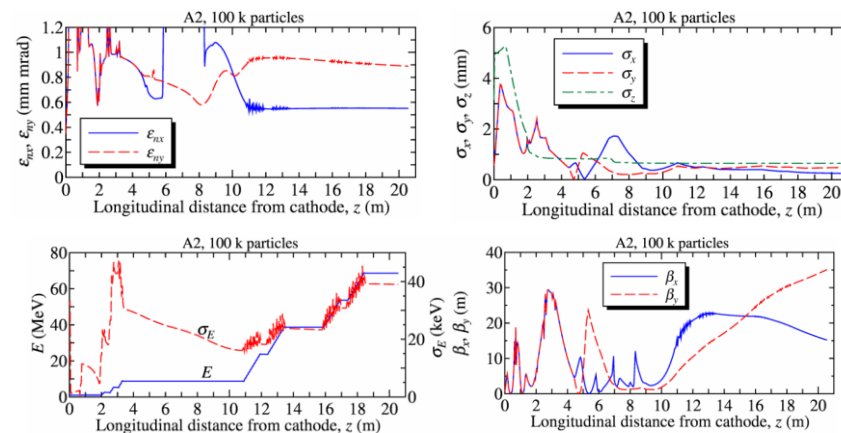 A2, 100 k particles
εnx, εny (mm mrad)
1.2
1
0.8
0.6
0.4
0.2
0
εnx
εny
0 2 4 6 8 10 12 14 16 18 20
Longitudinal distance from cathode, z (m)
A2, 100 k particles
σx, σy, σz (mm)
6
4
2
0
σx
σy
σz
0 2 4 6 8 10 12 14 16 18 20
Longitudinal distance from cathode, z (m)
A2, 100 k particles
E (MeV)
80
60
40
20
0
σE
E
40
30
20
10
0
σE (keV)
0 2 4 6 8 10 12 14 16 18 20
Longitudinal distance from cathode, z (m)
A2, 100 k particles
βx, βy (m)
40
30
20
10
0
βx
βy
0 2 4 6 8 10 12 14 16 18 20
Longitudinal distance from cathode, z (m)